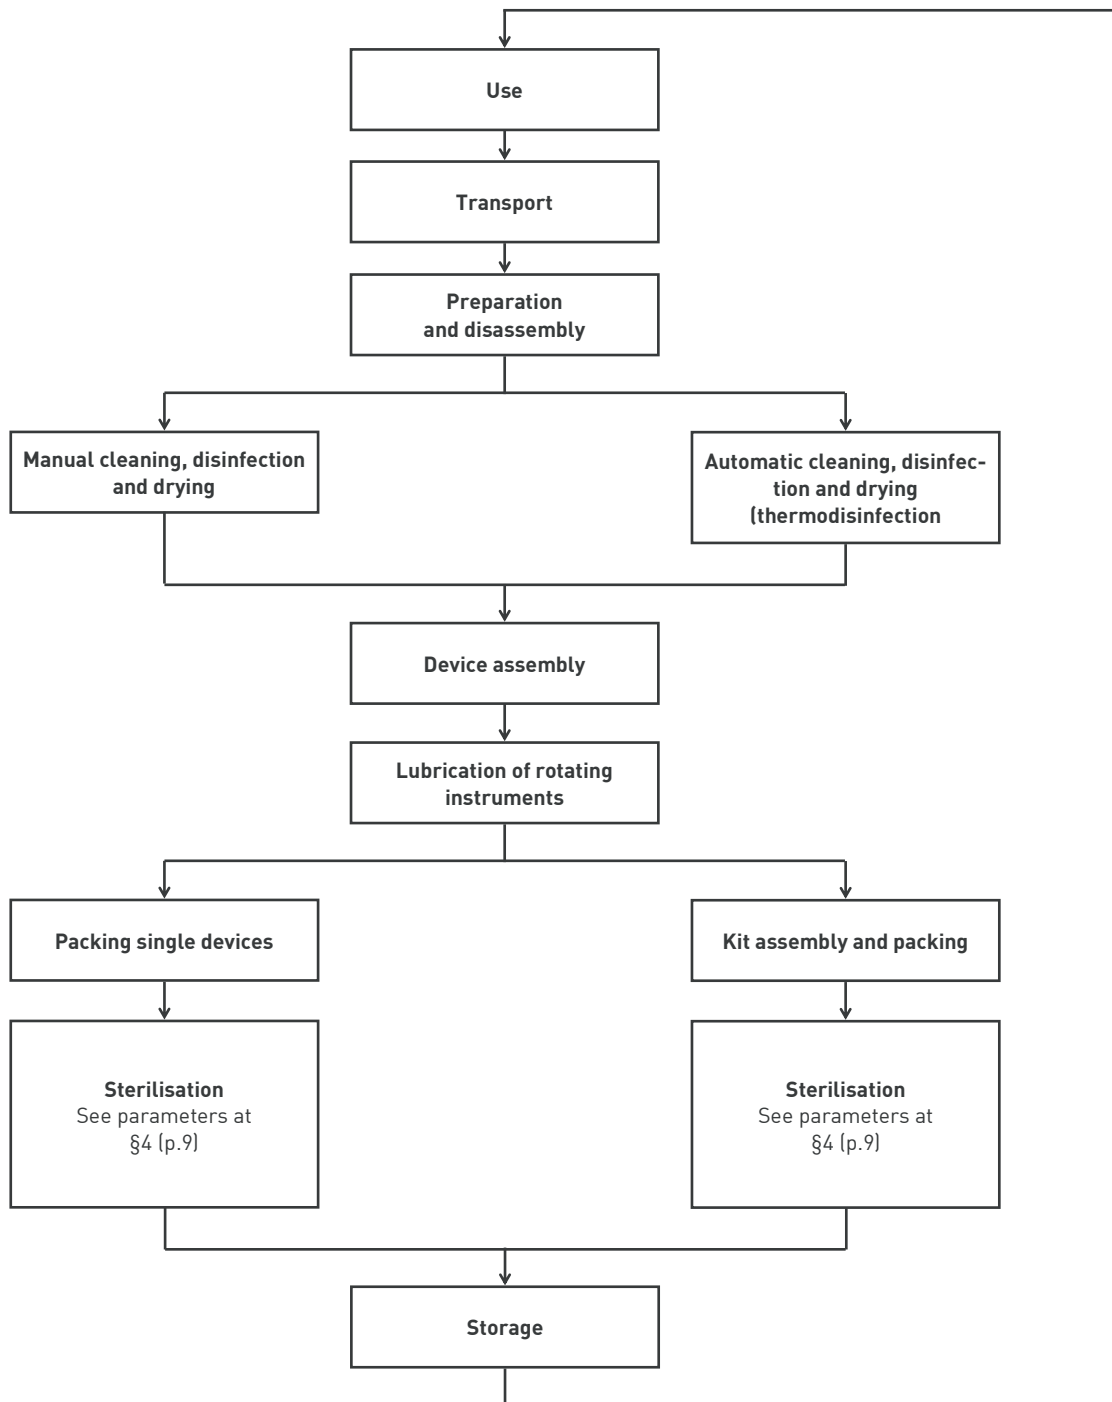 Use
Transport
Preparation
and disassembly
Manual cleaning, disinfection
and drying
Automatic cleaning, disinfec-
tion and drying
(thermodisinfection
Device assembly
Lubrication of rotating
instruments
Packing single devices
Kit assembly and packing
Sterilisation
See parameters at
§4 (p.9)
Sterilisation
See parameters at
§4 (p.9)
Storage